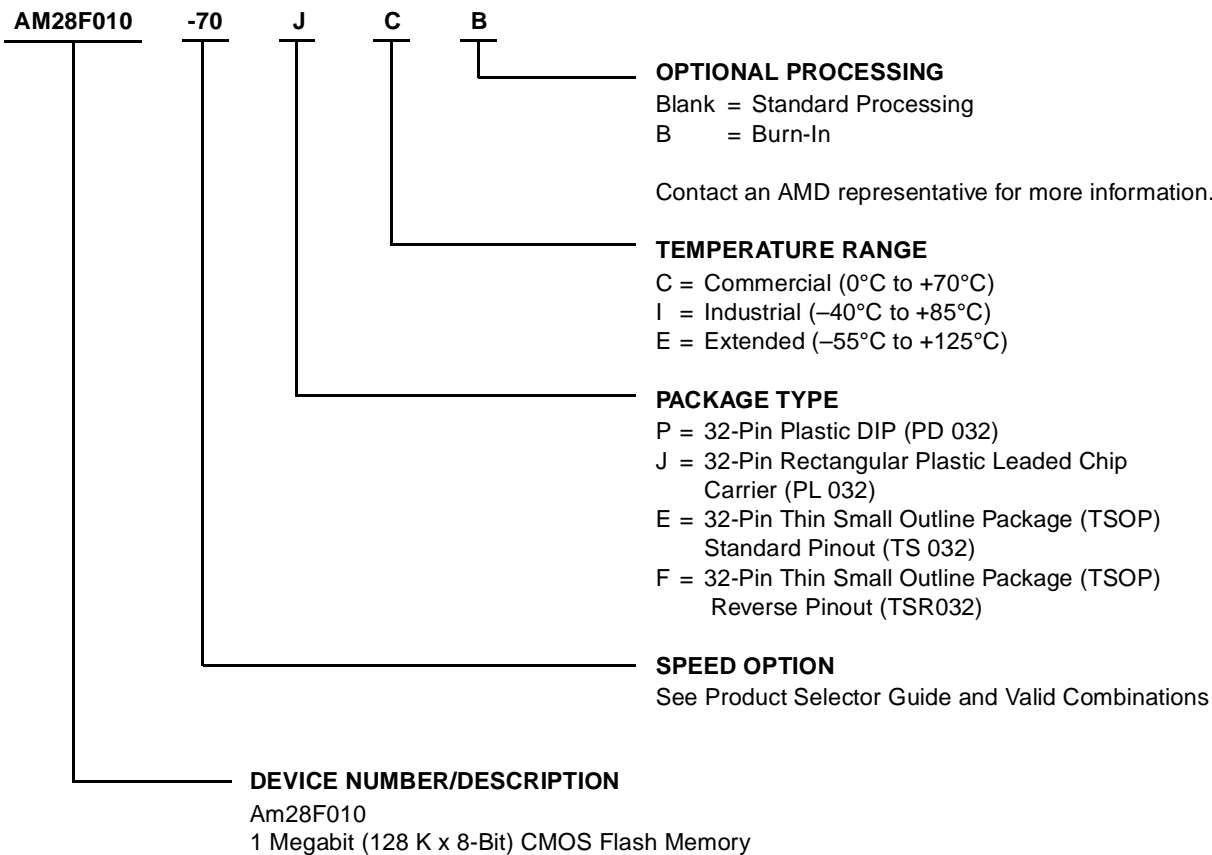 AM28F010 -70 J C B
OPTIONAL PROCESSING
Blank = Standard Processing
B = Burn-In
Contact an AMD representative for more information.
TEMPERATURE RANGE
C = Commercial (0°C to +70°C)
I = Industrial (–40°C to +85°C)
E = Extended (–55°C to +125°C)
PACKAGE TYPE
P = 32-Pin Plastic DIP (PD 032)
J = 32-Pin Rectangular Plastic Leaded Chip
Carrier (PL 032)
E = 32-Pin Thin Small Outline Package (TSOP)
Standard Pinout (TS 032)
F = 32-Pin Thin Small Outline Package (TSOP)
Reverse Pinout (TSR032)
SPEED OPTION
See Product Selector Guide and Valid Combinations
DEVICE NUMBER/DESCRIPTION
Am28F010
1 Megabit (128 K x 8-Bit) CMOS Flash Memory